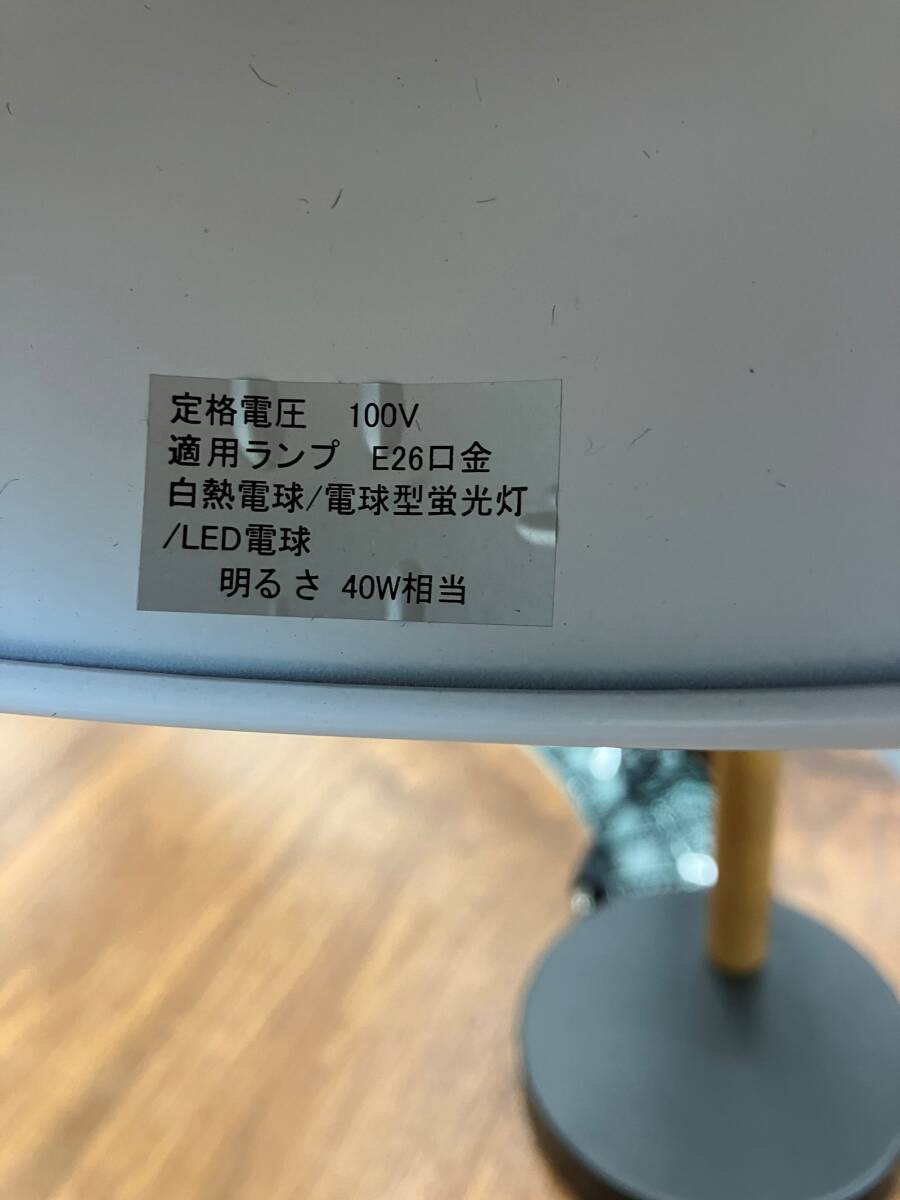 定格電圧 100V
適用ランプ E26口金
白熱電球/電球型蛍光灯
/LED電球
明るさ 40W相当